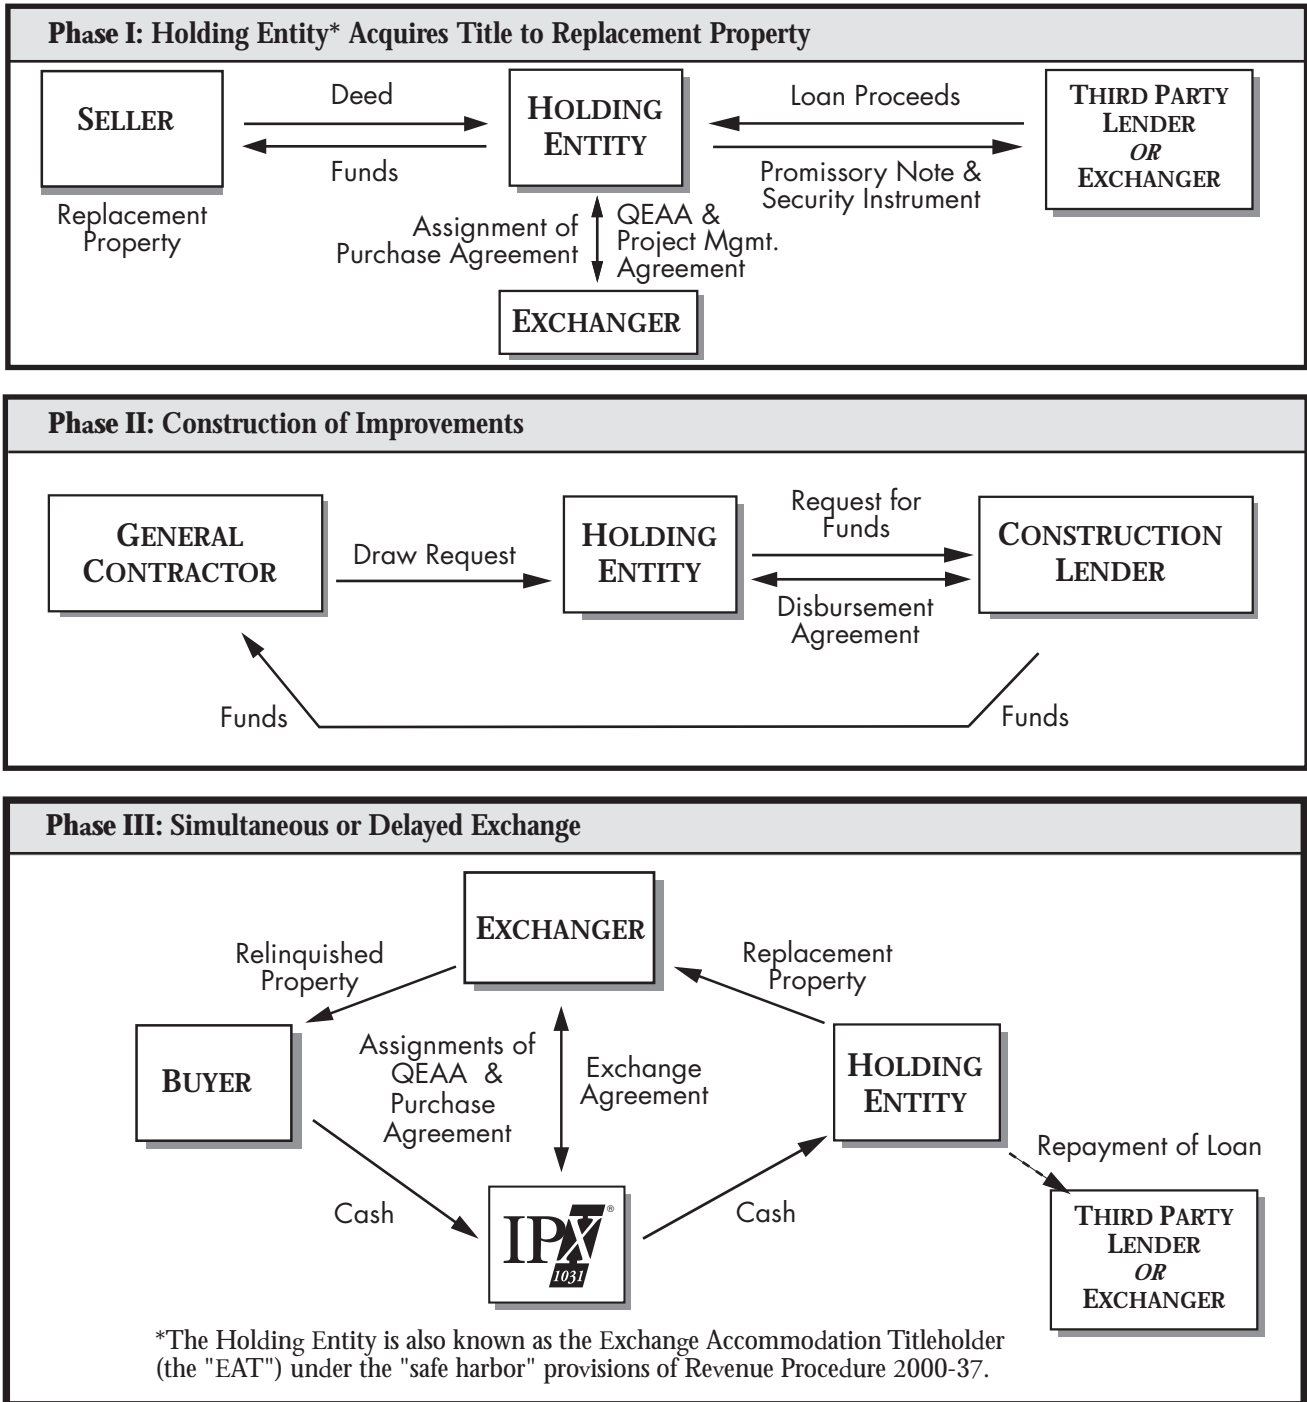 Phase I: Holding Entity* Acquires Title to Replacement Property
SELLER
Replacement
Property
Deed
Funds
HOLDING
ENTITY
Loan Proceeds
Promissory Note &
Security Instrument
THIRD PARTY
LENDER
OR
EXCHANGER
Assignment of
Purchase Agreement
QEAA &
Project Mgmt.
Agreement
EXCHANGER
Phase II: Construction of Improvements
GENERAL
CONTRACTOR
Draw Request
HOLDING
ENTITY
Request for
Funds
Disbursement
Agreement
CONSTRUCTION
LENDER
Funds
Funds
Phase III: Simultaneous or Delayed Exchange
EXCHANGER
Relinquished
Property
Replacement
Property
BUYER
Assignments of
QEAA &
Purchase
Agreement
Exchange
Agreement
HOLDING
ENTITY
Repayment of Loan
Cash
IPX®
1031
Cash
THIRD PARTY
LENDER
OR
EXCHANGER
*The Holding Entity is also known as the Exchange Accommodation Titleholder
(the "EAT") under the "safe harbor" provisions of Revenue Procedure 2000-37.